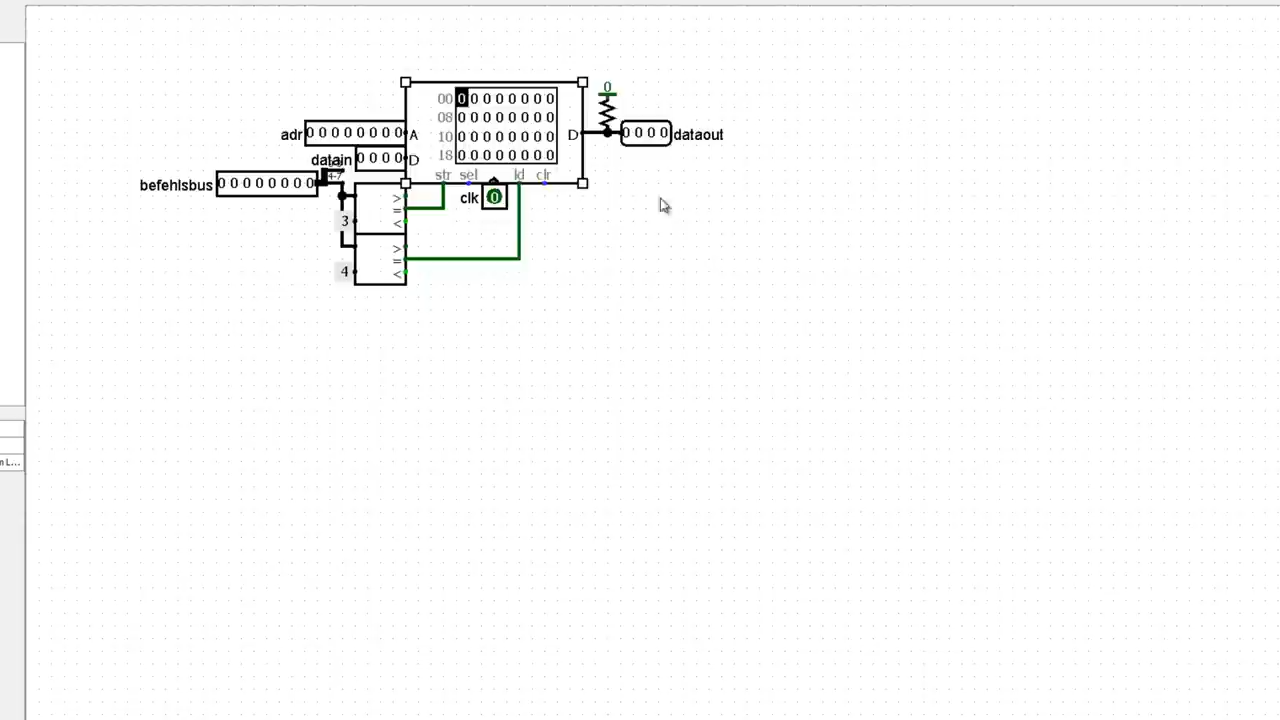 0
00 0 0 0 0 0 0 0 0
08 0 0 0 0 0 0 0 0
10 0 0 0 0 0 0 0 0
18 0 0 0 0 0 0 0 0
adr 0 0 0 0 0 0 0 0 A
D 0 0 0 0 dataout
datain 0 0 0 0 D
4-7
str sel ld clr
befehlsbus 0 0 0 0 0 0 0 0
clk 0
>
=
3 <
>
=
4 <
n L...